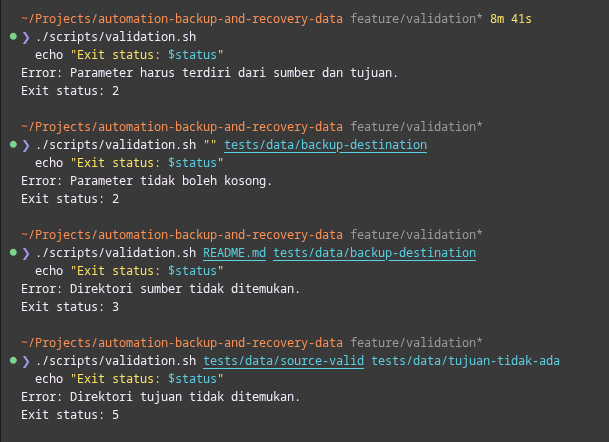 ~/Projects/automation-backup-and-recovery-data feature/validation* 8m 41s
❯ ./scripts/validation.sh
echo "Exit status: $status"
Error: Parameter harus terdiri dari sumber dan tujuan.
Exit status: 2
~/Projects/automation-backup-and-recovery-data feature/validation*
❯ ./scripts/validation.sh "" tests/data/backup-destination
echo "Exit status: $status"
Error: Parameter tidak boleh kosong.
Exit status: 2
~/Projects/automation-backup-and-recovery-data feature/validation*
❯ ./scripts/validation.sh README.md tests/data/backup-destination
echo "Exit status: $status"
Error: Direktori sumber tidak ditemukan.
Exit status: 3
~/Projects/automation-backup-and-recovery-data feature/validation*
❯ ./scripts/validation.sh tests/data/source-valid tests/data/tujuan-tidak-ada
echo "Exit status: $status"
Error: Direktori tujuan tidak ditemukan.
Exit status: 5